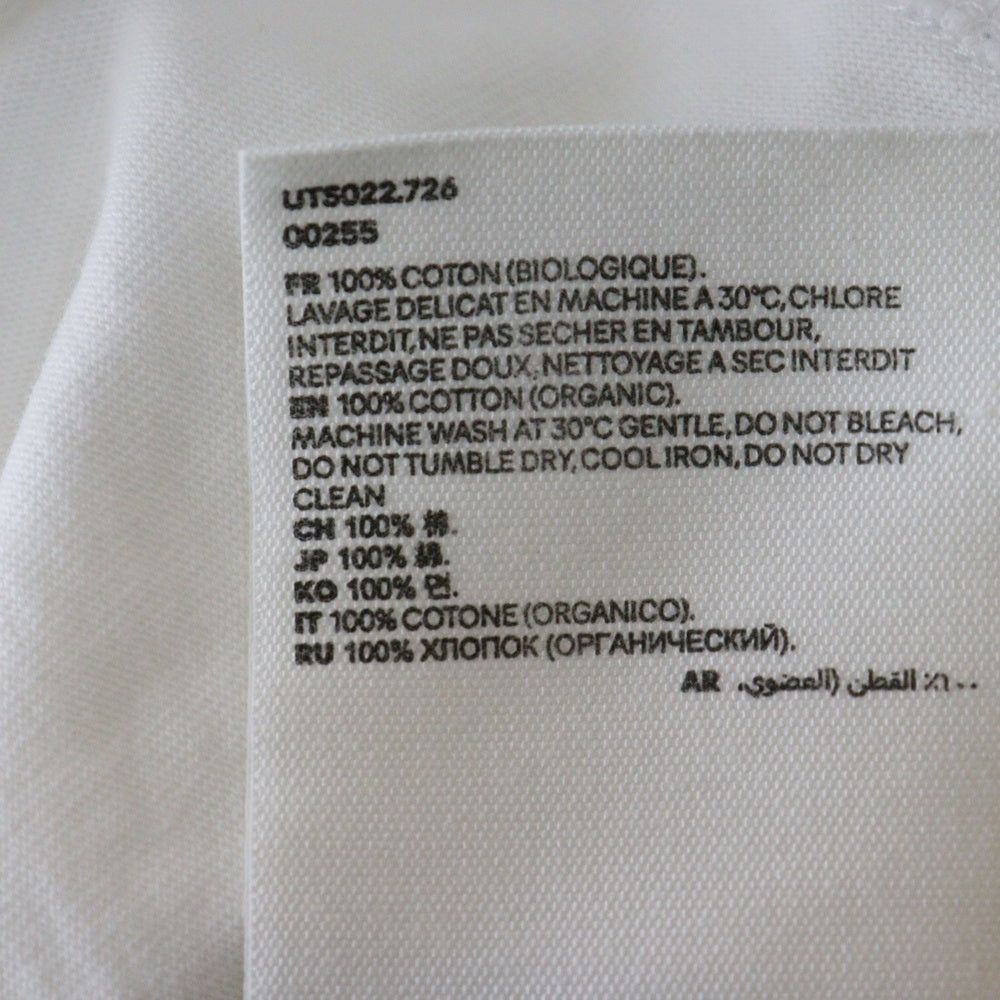 UTS022.726
00255
FR 100% COTON (BIOLOGIQUE).
LAVAGE DELICAT EN MACHINE A 30°C, CHLORE
INTERDIT, NE PAS SECHER EN TAMBOUR,
REPASSAGE DOUX, NETTOYAGE A SEC INTERDIT
EN 100% COTTON (ORGANIC).
MACHINE WASH AT 30°C GENTLE, DO NOT BLEACH,
DO NOT TUMBLE DRY, COOL IRON, DO NOT DRY
CLEAN
CH 100% 棉.
JP 100% 綿.
KO 100% 면.
IT 100% COTONE (ORGANICO).
RU 100% ХЛОПОК (ОРГАНИЧЕСКИЙ).
AR ١٠٠٪ القطن (العضوي.